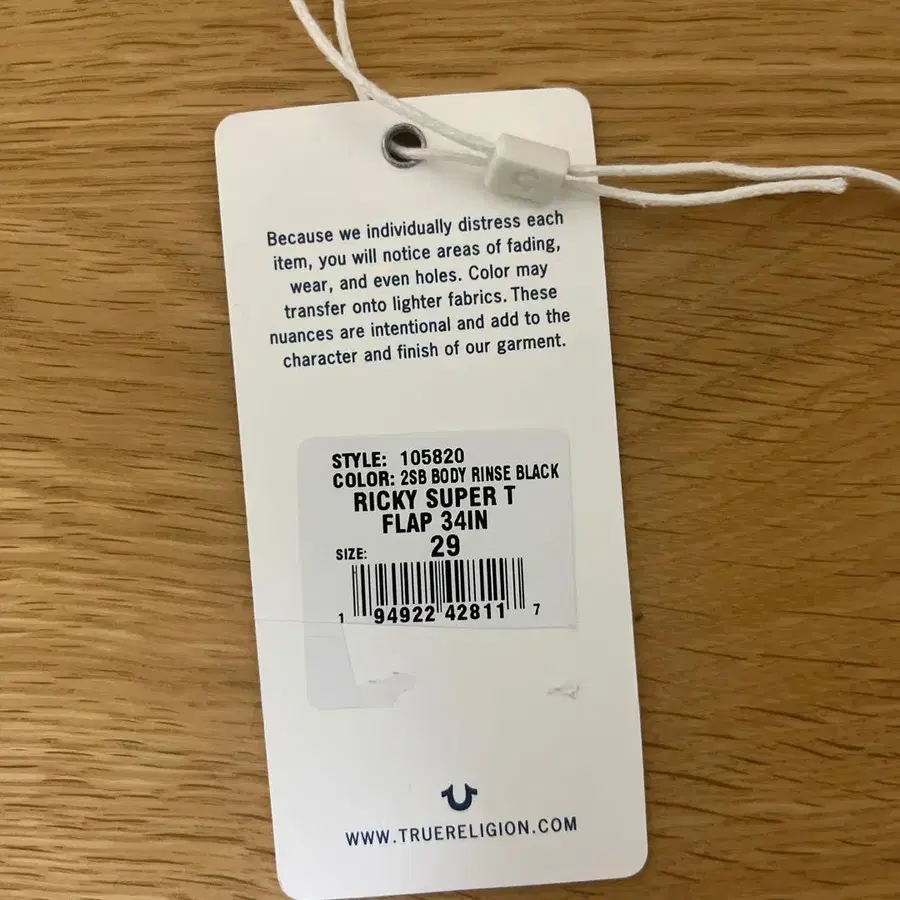 Because we individually distress each
item, you will notice areas of fading,
wear, and even holes. Color may
transfer onto lighter fabrics. These
nuances are intentional and add to the
character and finish of our garment.
STYLE: 105820
COLOR: 2SB BODY RINSE BLACK
RICKY SUPER T
FLAP 34IN
SIZE: 29
1 94922 42811 7
WWW.TRUERELIGION.COM